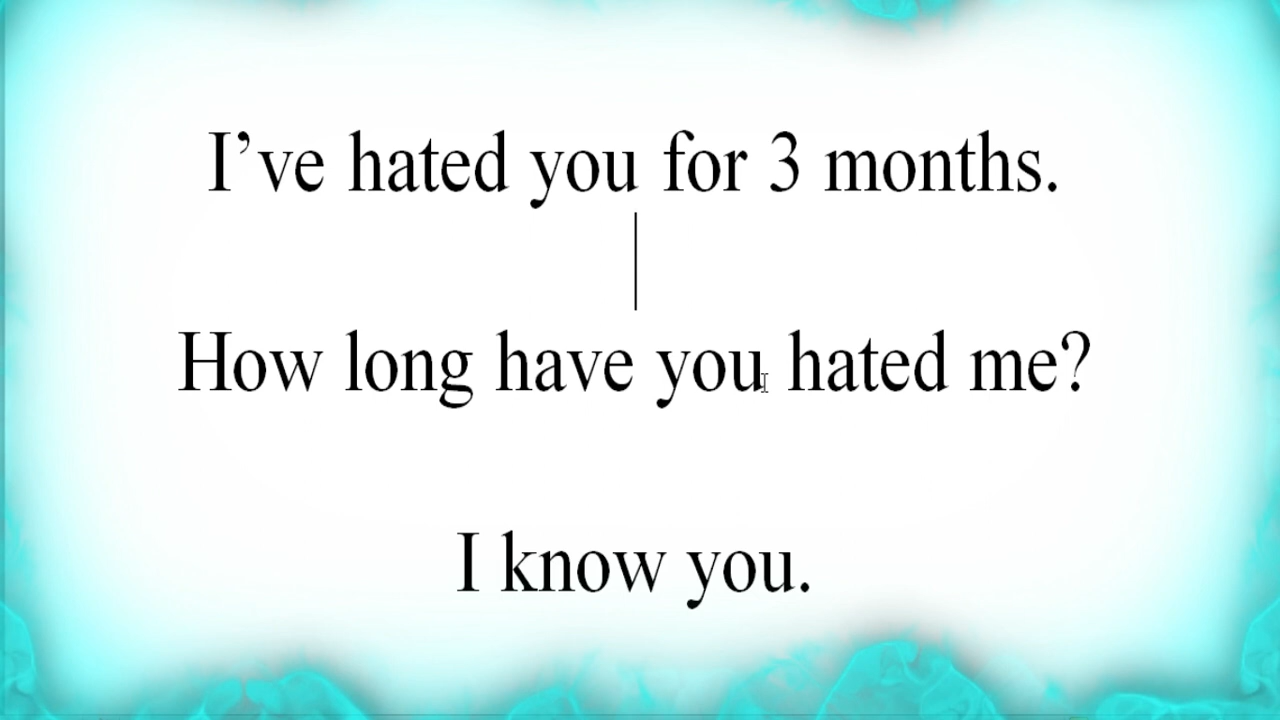 I’ve hated you for 3 months.
How long have you hated me?
I know you.